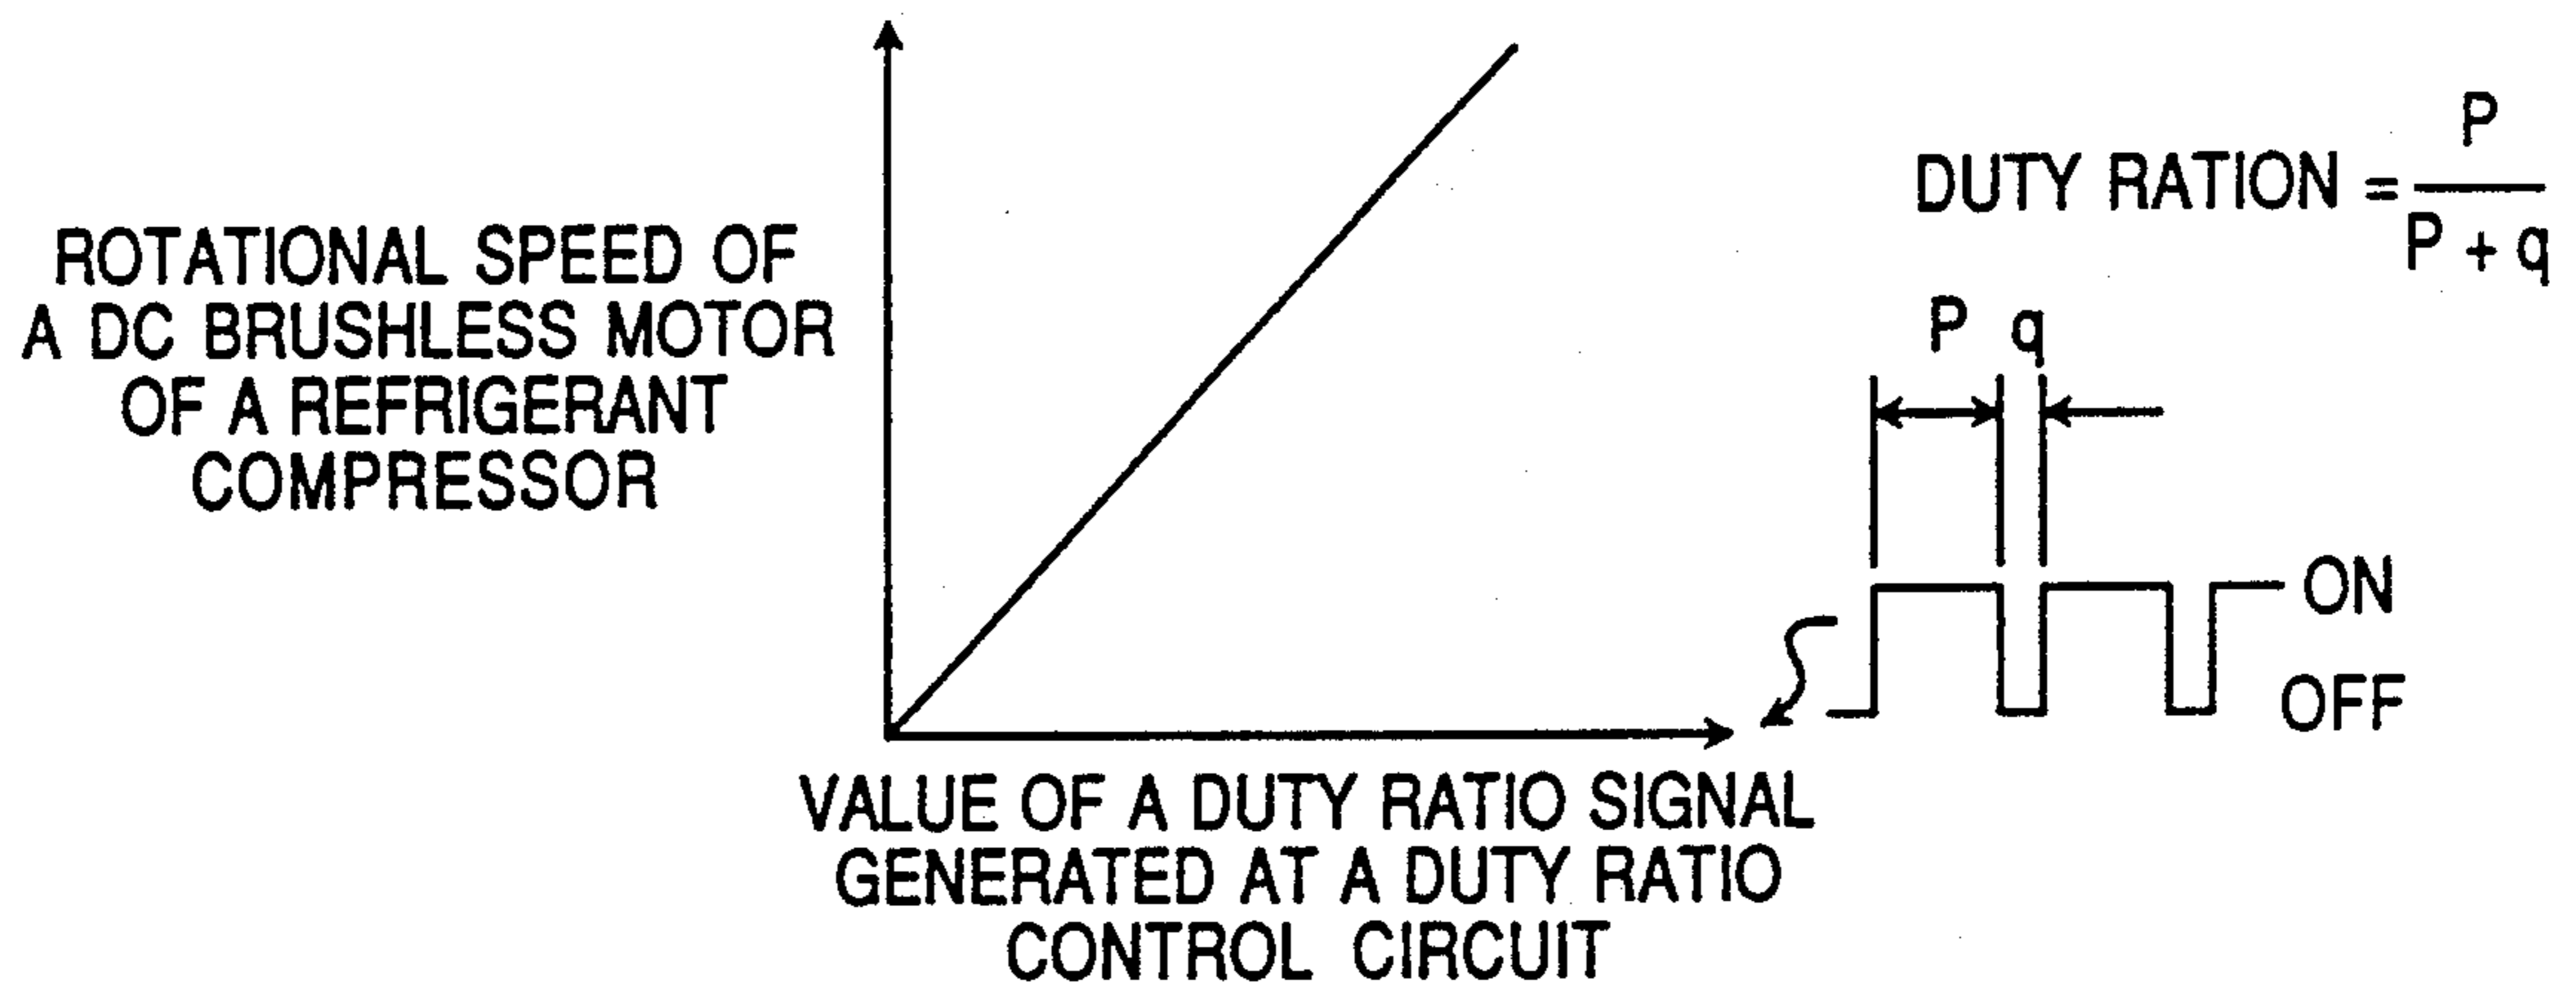 ROTATIONAL SPEED OF
A DC BRUSHLESS MOTOR
OF A REFRIGERANT
COMPRESSOR
DUTY RATION = P
P + q
P q
ON
OFF
VALUE OF A DUTY RATIO SIGNAL
GENERATED AT A DUTY RATIO
CONTROL CIRCUIT